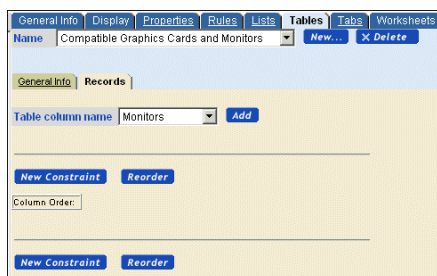 General Info Display Properties Rules Lists Tables Tabs Worksheets
Name Compatible Graphics Cards and Monitors New... X Delete
General Info Records
Table column name Monitors Add
New Constraint Reorder
Column Order:
New Constraint Reorder